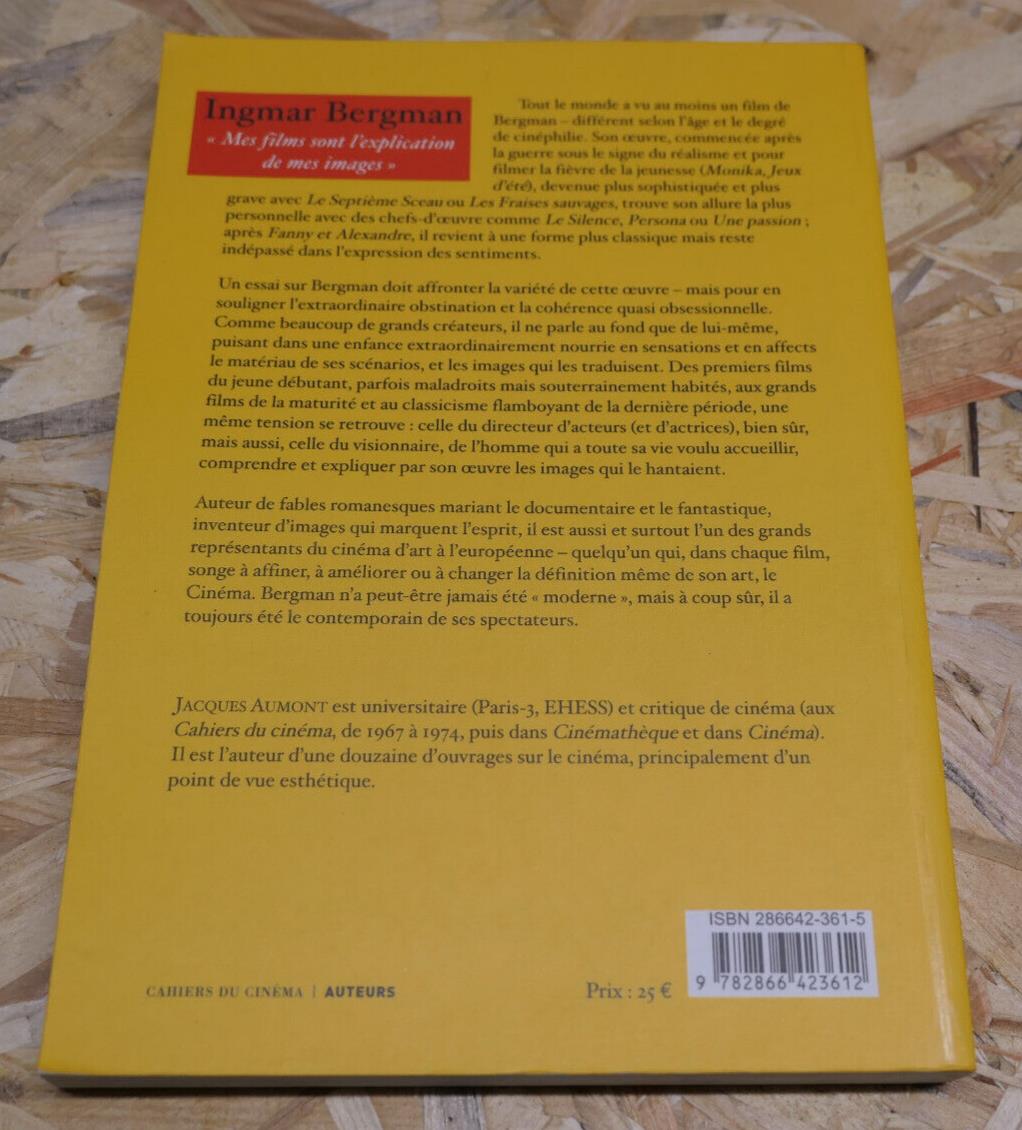 Ingmar Bergman
« Mes films sont l'explication
de mes images »
Tout le monde a vu au moins un film de
Bergman – différent selon l'âge et le degré
de cinéphilie. Son œuvre, commencée après
la guerre sous le signe du réalisme et pour
filmer la fièvre de la jeunesse (Monika, Jeux
d'été), devenue plus sophistiquée et plus
grave avec Le Septième Sceau ou Les Fraises sauvages, trouve son allure la plus
personnelle avec des chefs-d'œuvre comme Le Silence, Persona ou Une passion ;
après Fanny et Alexandre, il revient à une forme plus classique mais reste
indépassé dans l'expression des sentiments.
Un essai sur Bergman doit affronter la variété de cette œuvre – mais pour en
souligner l'extraordinaire obstination et la cohérence quasi obsessionnelle.
Comme beaucoup de grands créateurs, il ne parle au fond que de lui-même,
puisant dans une enfance extraordinairement nourrie en sensations et en affects
le matériau de ses scénarios, et les images qui les traduisent. Des premiers films
du jeune débutant, parfois maladroits mais souterrainement habités, aux grands
films de la maturité et au classicisme flamboyant de la dernière période, une
même tension se retrouve : celle du directeur d'acteurs (et d'actrices), bien sûr,
mais aussi, celle du visionnaire, de l'homme qui a toute sa vie voulu accueillir,
comprendre et expliquer par son œuvre les images qui le hantaient.
Auteur de fables romanesques mariant le documentaire et le fantastique,
inventeur d'images qui marquent l'esprit, il est aussi et surtout l'un des grands
représentants du cinéma d'art à l'européenne – quelqu'un qui, dans chaque film,
songe à affiner, à améliorer ou à changer la définition même de son art, le
Cinéma. Bergman n'a peut-être jamais été « moderne », mais à coup sûr, il a
toujours été le contemporain de ses spectateurs.
JACQUES AUMONT est universitaire (Paris-3, EHESS) et critique de cinéma (aux
Cahiers du cinéma, de 1967 à 1974, puis dans Cinémathèque et dans Cinéma).
Il est l'auteur d'une douzaine d'ouvrages sur le cinéma, principalement d'un
point de vue esthétique.
ISBN 286642-361-5
9 782866 423612
CAHIERS DU CINÉMA | AUTEURS
Prix : 25 €